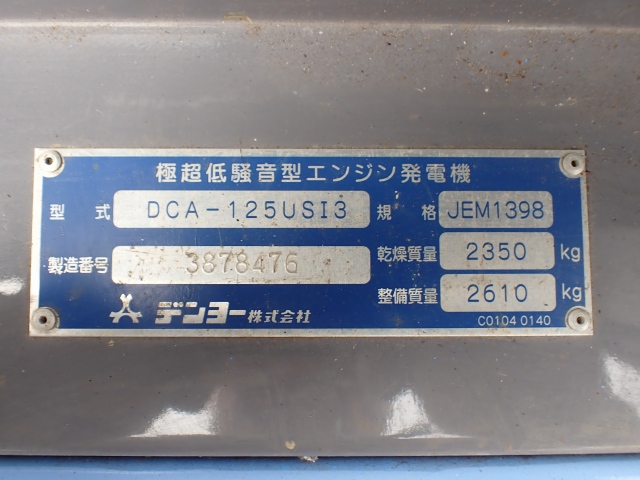 極超低騒音型エンジン発電機
型 式 DCA-125USI3 規 格 JEM1398
製造番号 3878476 乾燥質量 2350 kg
整備質量 2610 kg
デンヨー株式会社
C0104 0140